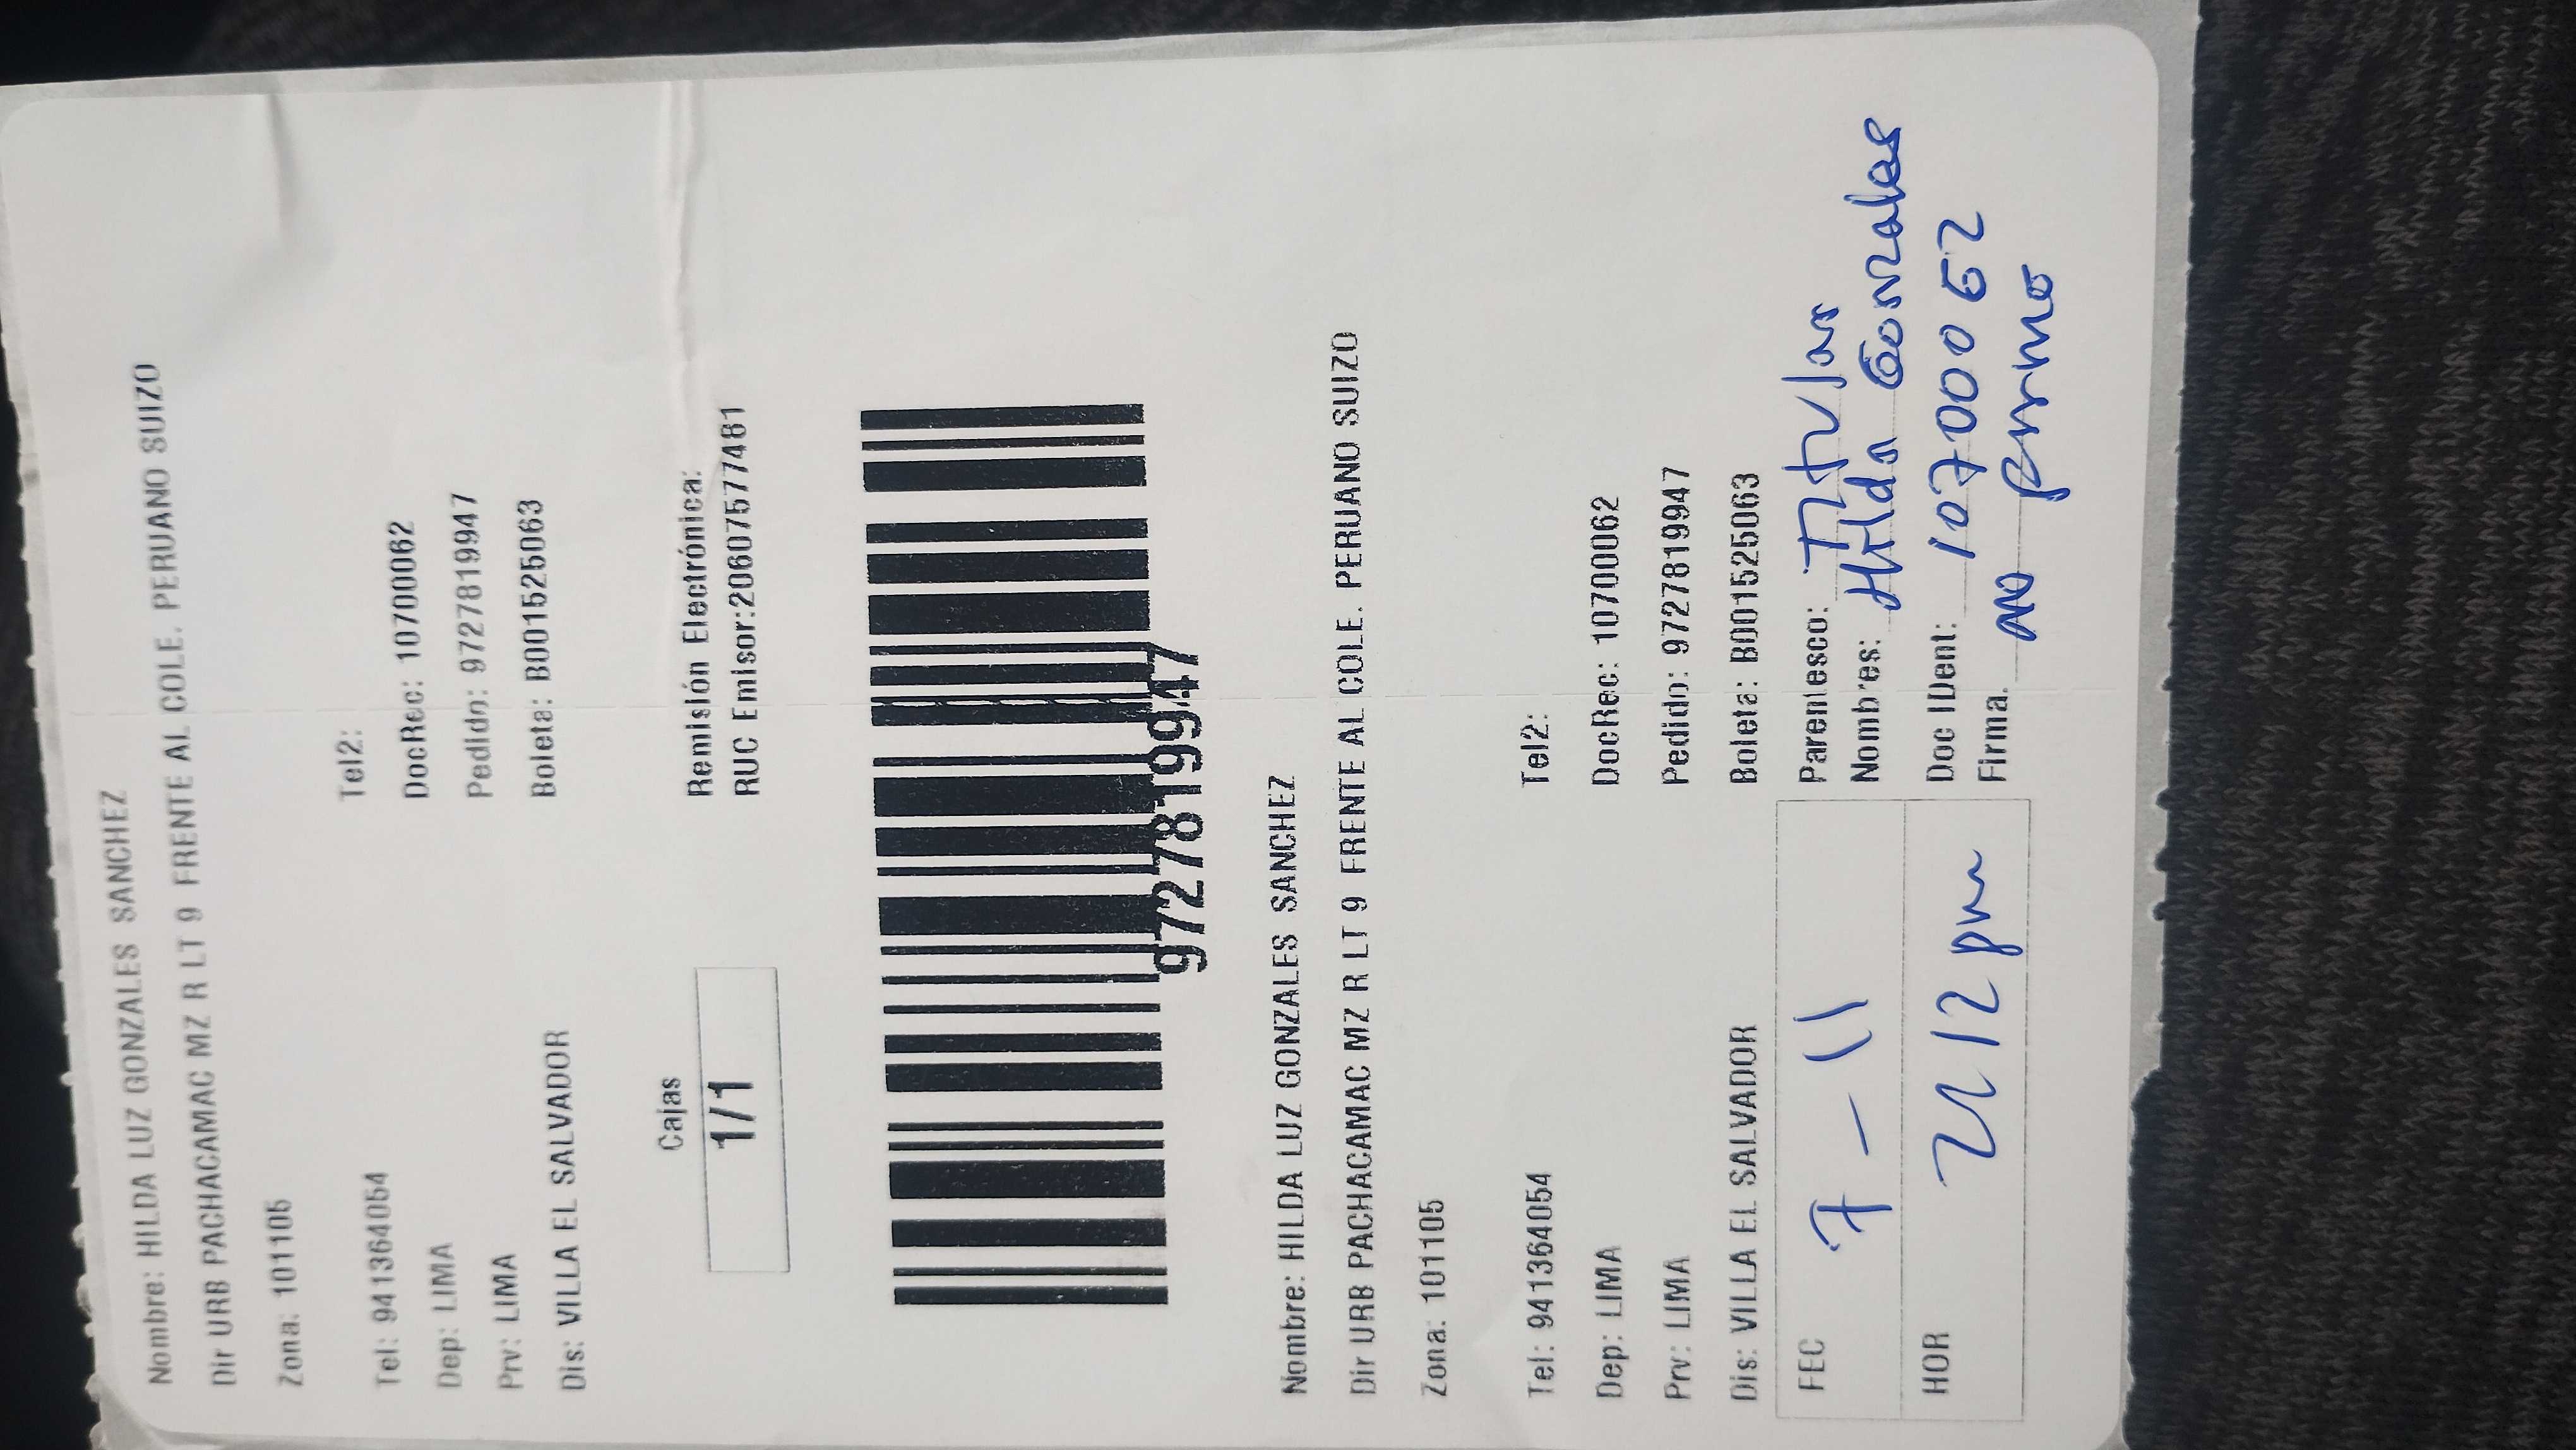 Nombre: HILDA LUZ GONZALES SANCHEZ
Dir URB PACHACAMAC MZ R LT 9 FRENTE AL COLE. PERUANO SUIZO
Zona: 101105
Tel: 941364054 Tel2:
Dep: LIMA DocRec: 10700062
Prv: LIMA Pedido: 9727819947
Dis: VILLA EL SALVADOR Boleta: B001525063
Cajas Remisión Electrónica:
1/1 RUC Emisor:20607577481
9727819947
Nombre: HILDA LUZ GONZALES SANCHEZ
Dir URB PACHACAMAC MZ R LT 9 FRENTE AL COLE. PERUANO SUIZO
Zona: 101105
Tel: 941364054 Tel2:
Dep: LIMA DocRec: 10700062
Prv: LIMA Pedido: 9727819947
Dis: VILLA EL SALVADOR Boleta: B001525063
FEC 7-11 Parentesco: Titular
Nombres: Hilda Gonzales
HOR 12 pm Doc IDent: 10700062
Firma. no firmo